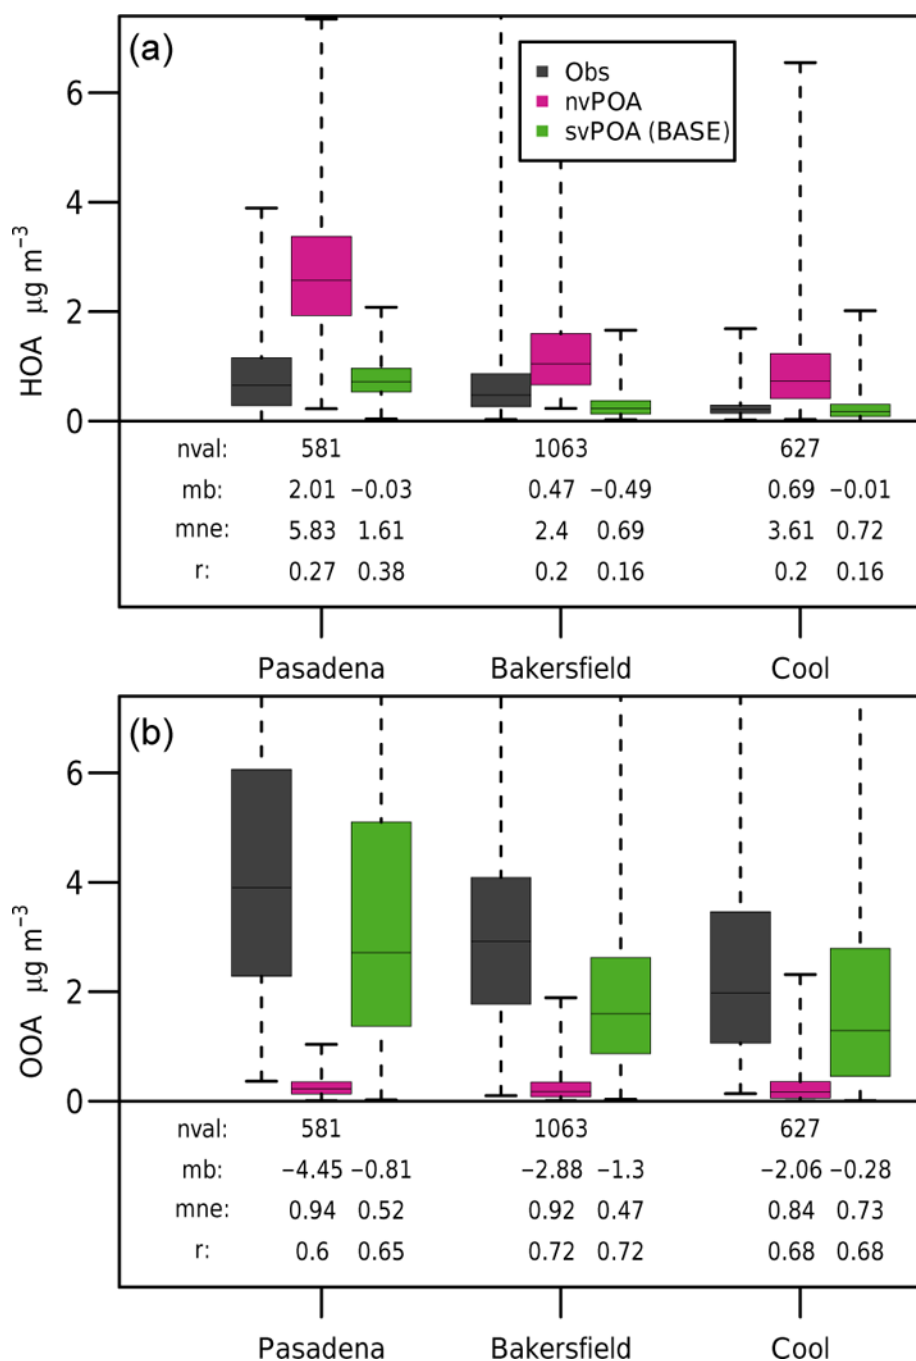 (a)
Obs
nvPOA
svPOA (BASE)
6
4
2
0
HOA μg m⁻³
nval: 581 1063 627
mb: 2.01 −0.03 0.47 −0.49 0.69 −0.01
mne: 5.83 1.61 2.4 0.69 3.61 0.72
r: 0.27 0.38 0.2 0.16 0.2 0.16
Pasadena Bakersfield Cool
(b)
6
4
2
0
OOA μg m⁻³
nval: 581 1063 627
mb: −4.45 −0.81 −2.88 −1.3 −2.06 −0.28
mne: 0.94 0.52 0.92 0.47 0.84 0.73
r: 0.6 0.65 0.72 0.72 0.68 0.68
Pasadena Bakersfield Cool